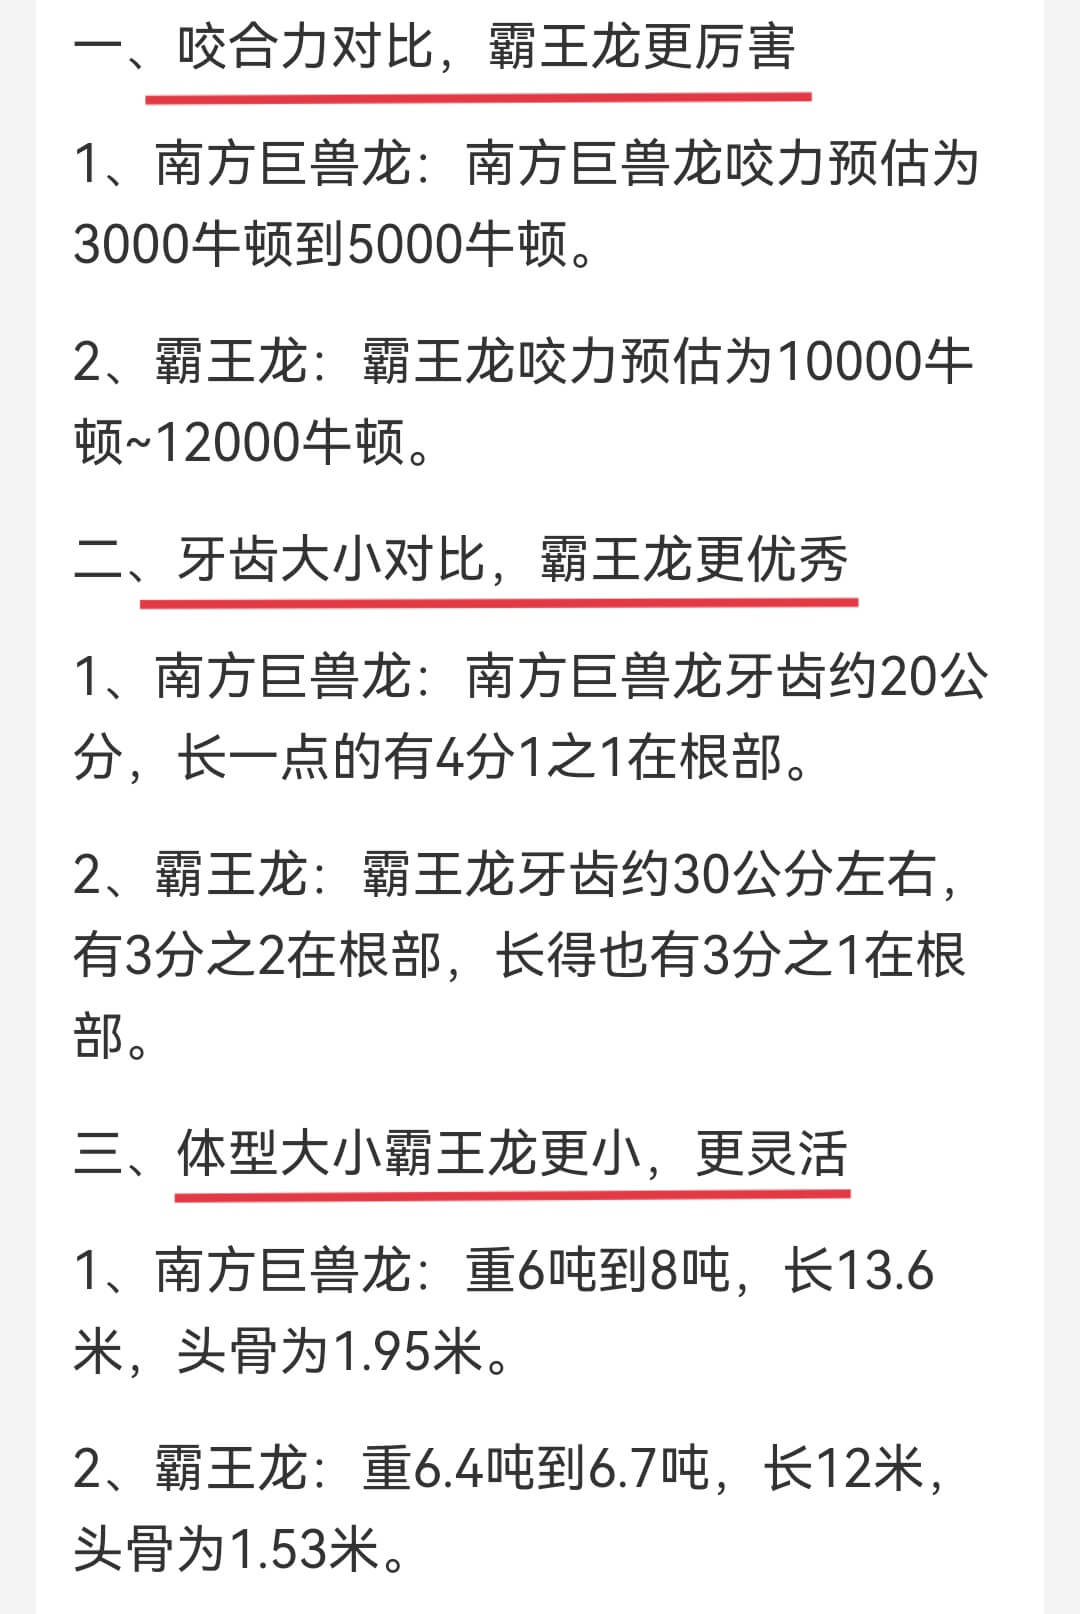 一、咬合力对比，霸王龙更厉害
1、南方巨兽龙：南方巨兽龙咬力预估为
3000牛顿到5000牛顿。
2、霸王龙：霸王龙咬力预估为10000牛
顿~12000牛顿。
二、牙齿大小对比，霸王龙更优秀
1、南方巨兽龙：南方巨兽龙牙齿约20公
分，长一点的有4分1之1在根部。
2、霸王龙：霸王龙牙齿约30公分左右，
有3分之2在根部，长得也有3分之1在根
部。
三、体型大小霸王龙更小，更灵活
1、南方巨兽龙：重6吨到8吨，长13.6
米，头骨为1.95米。
2、霸王龙：重6.4吨到6.7吨，长12米，
头骨为1.53米。